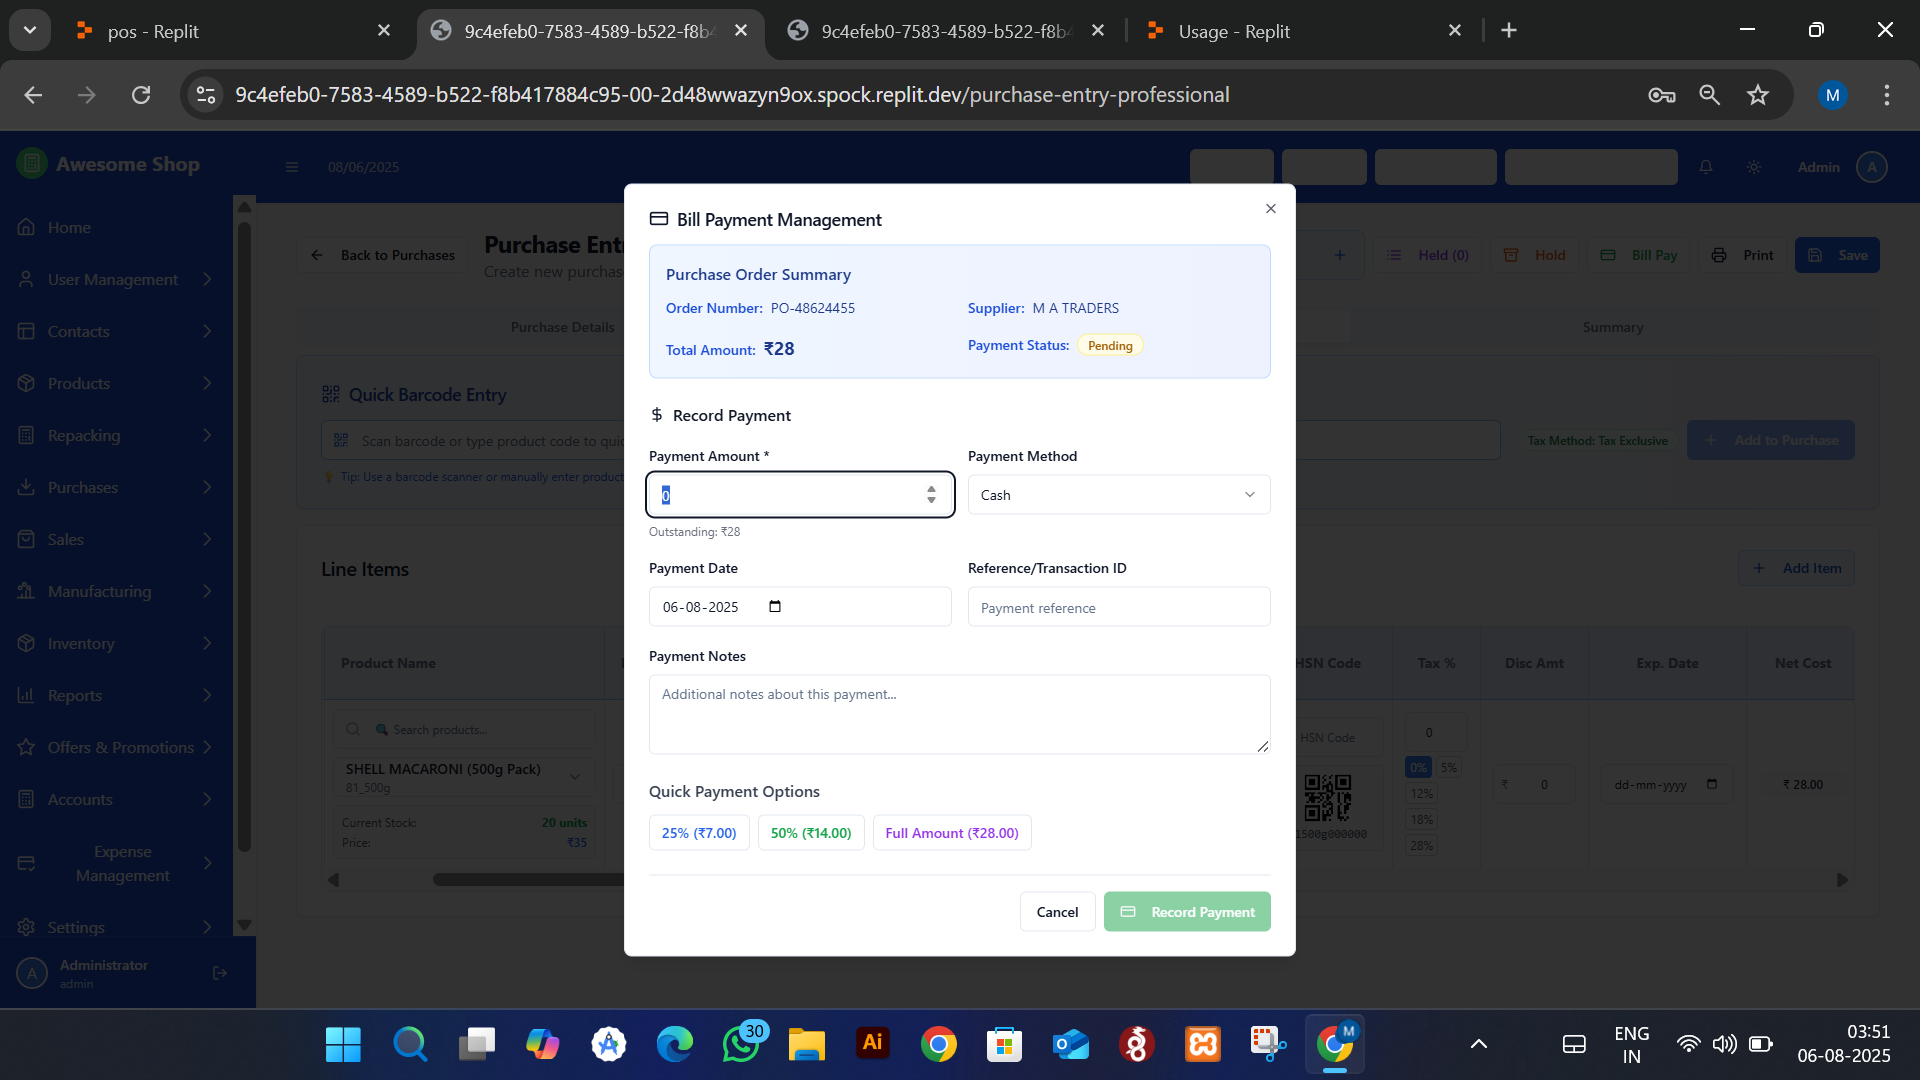 pos - Replit
9c4efeb0-7583-4589-b522-f8b4
9c4efeb0-7583-4589-b522-f8b4
Usage - Replit
9c4efeb0-7583-4589-b522-f8b417884c95-00-2d48wwazyn9ox.spock.replit.dev/purchase-entry-professional
M
Awesome Shop
08/06/2025
Admin
A
Home
User Management
Contacts
Products
Repacking
Purchases
Sales
Manufacturing
Inventory
Reports
Offers & Promotions
Accounts
Expense
Management
Settings
A
Administrator
admin
Back to Purchases
Purchase Ent
Create new purchas
Held (0)
Hold
Bill Pay
Print
Save
Purchase Details
Summary
Quick Barcode Entry
Scan barcode or type product code to quic
Tax Method: Tax Exclusive
Add to Purchase
Tip: Use a barcode scanner or manually enter product
Line Items
Add Item
Product Name
HSN Code
Tax %
Disc Amt
Exp. Date
Net Cost
Search products...
SHELL MACARONI (500g Pack)
81_500g
Current Stock:
20 units
Price:
₹35
HSN Code
1500g000000
0
0%
5%
12%
18%
28%
₹
0
dd-mm-yyyy
₹ 28.00
Bill Payment Management
Purchase Order Summary
Order Number: PO-48624455
Supplier: M A TRADERS
Total Amount: ₹28
Payment Status: Pending
Record Payment
Payment Amount *
Payment Method
0
Cash
Outstanding: ₹28
Payment Date
Reference/Transaction ID
06-08-2025
Payment reference
Payment Notes
Additional notes about this payment...
Quick Payment Options
25% (₹7.00)
50% (₹14.00)
Full Amount (₹28.00)
Cancel
Record Payment
30
Ai
M
ENG
IN
03:51
06-08-2025